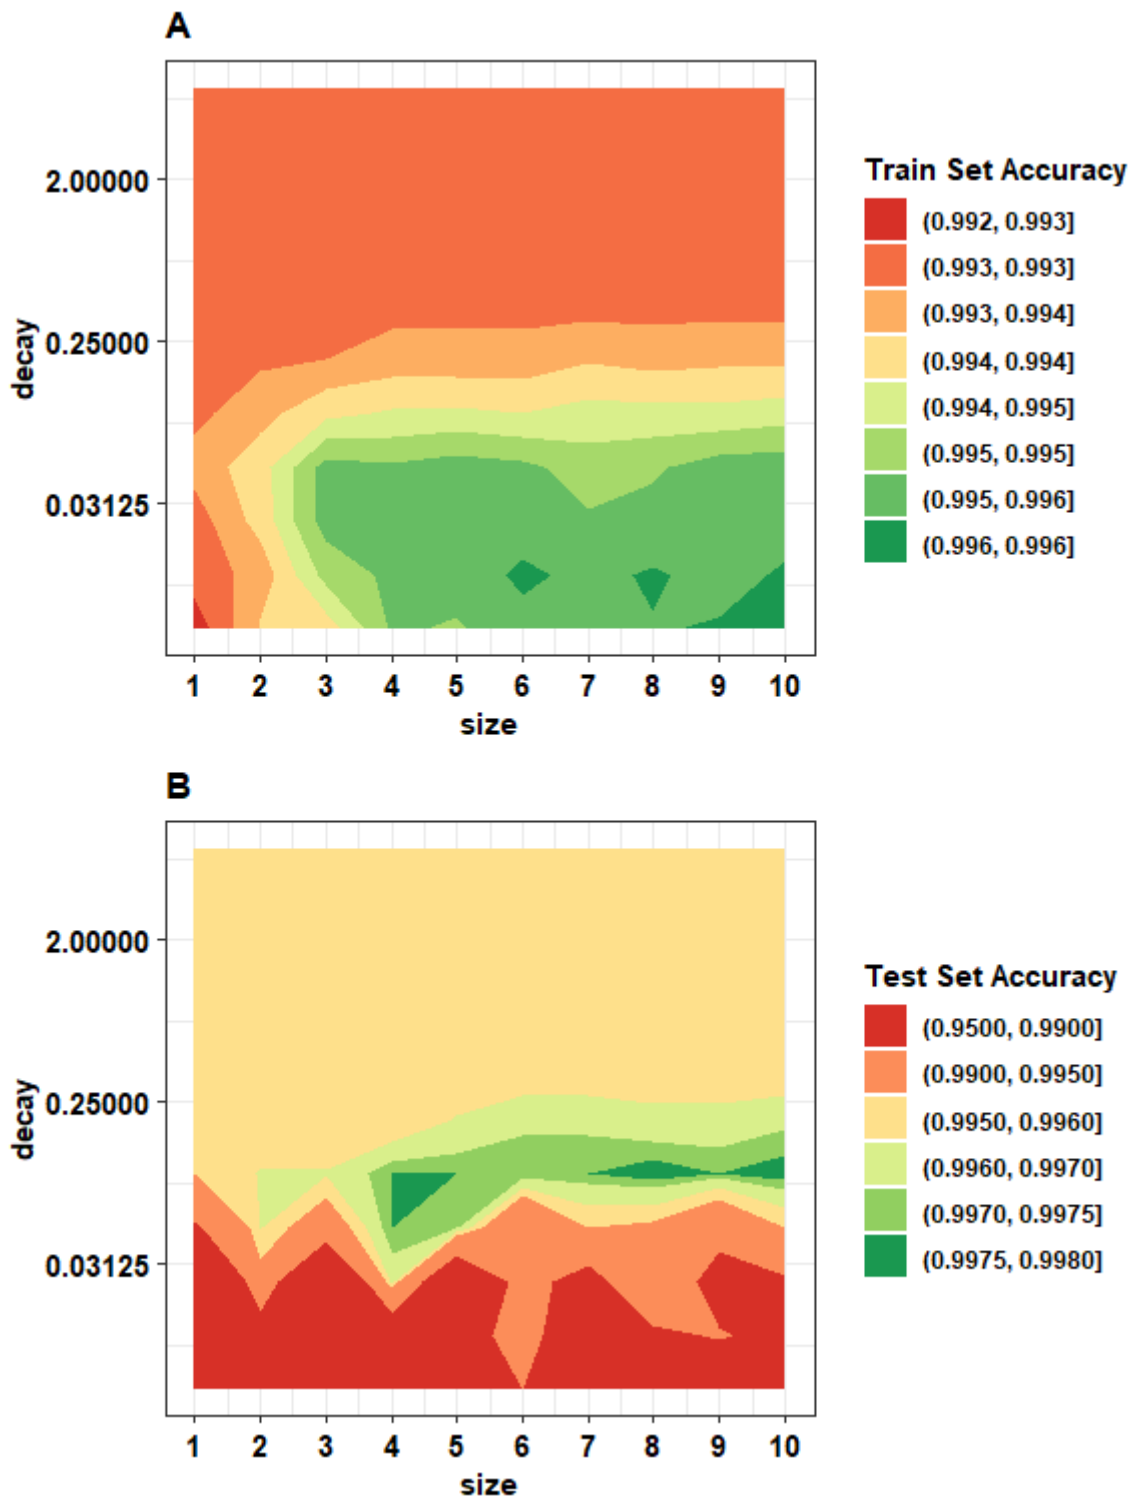 A
2.00000
0.25000
0.03125
decay
1 2 3 4 5 6 7 8 9 10
size
Train Set Accuracy
(0.992, 0.993]
(0.993, 0.993]
(0.993, 0.994]
(0.994, 0.994]
(0.994, 0.995]
(0.995, 0.995]
(0.995, 0.996]
(0.996, 0.996]
B
2.00000
0.25000
0.03125
decay
1 2 3 4 5 6 7 8 9 10
size
Test Set Accuracy
(0.9500, 0.9900]
(0.9900, 0.9950]
(0.9950, 0.9960]
(0.9960, 0.9970]
(0.9970, 0.9975]
(0.9975, 0.9980]